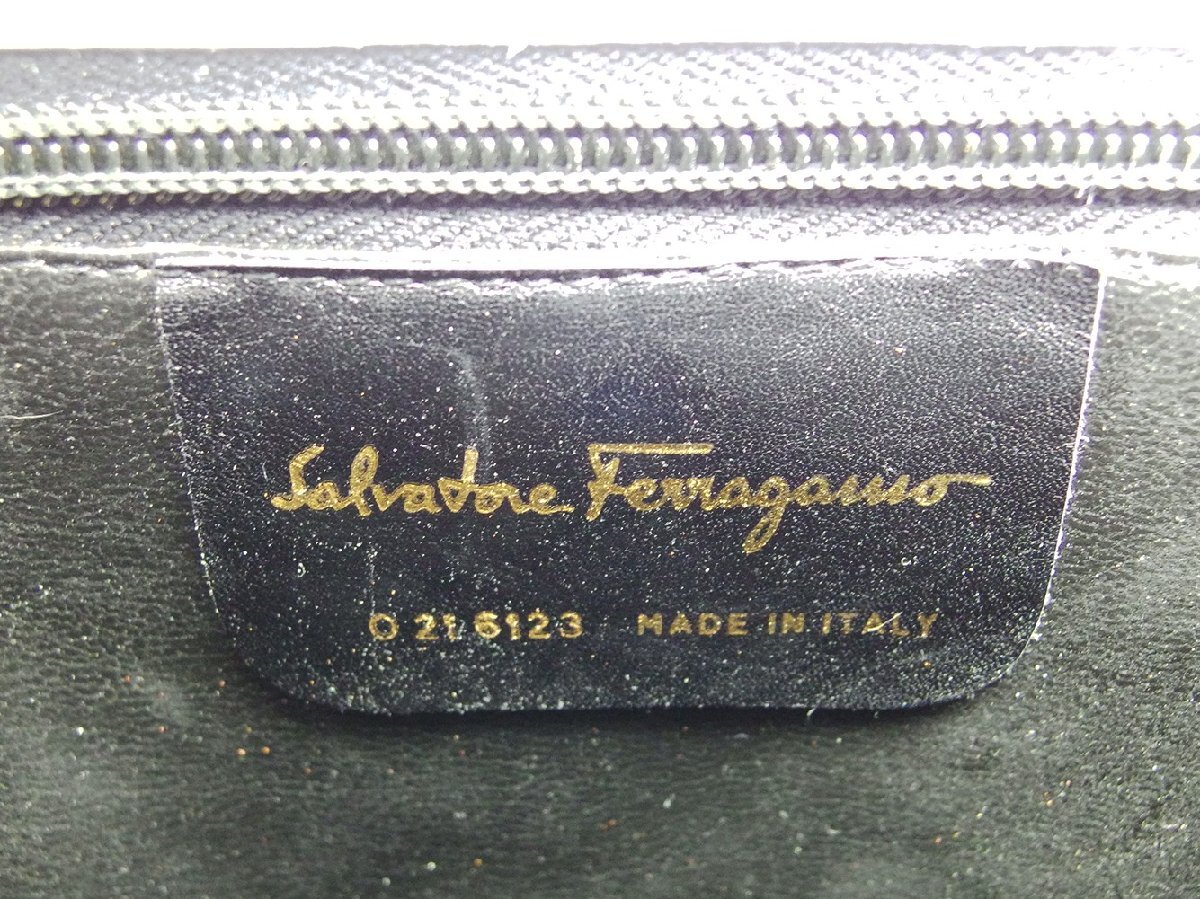 Salvatore Ferragamo
O 21 6123 MADE IN ITALY